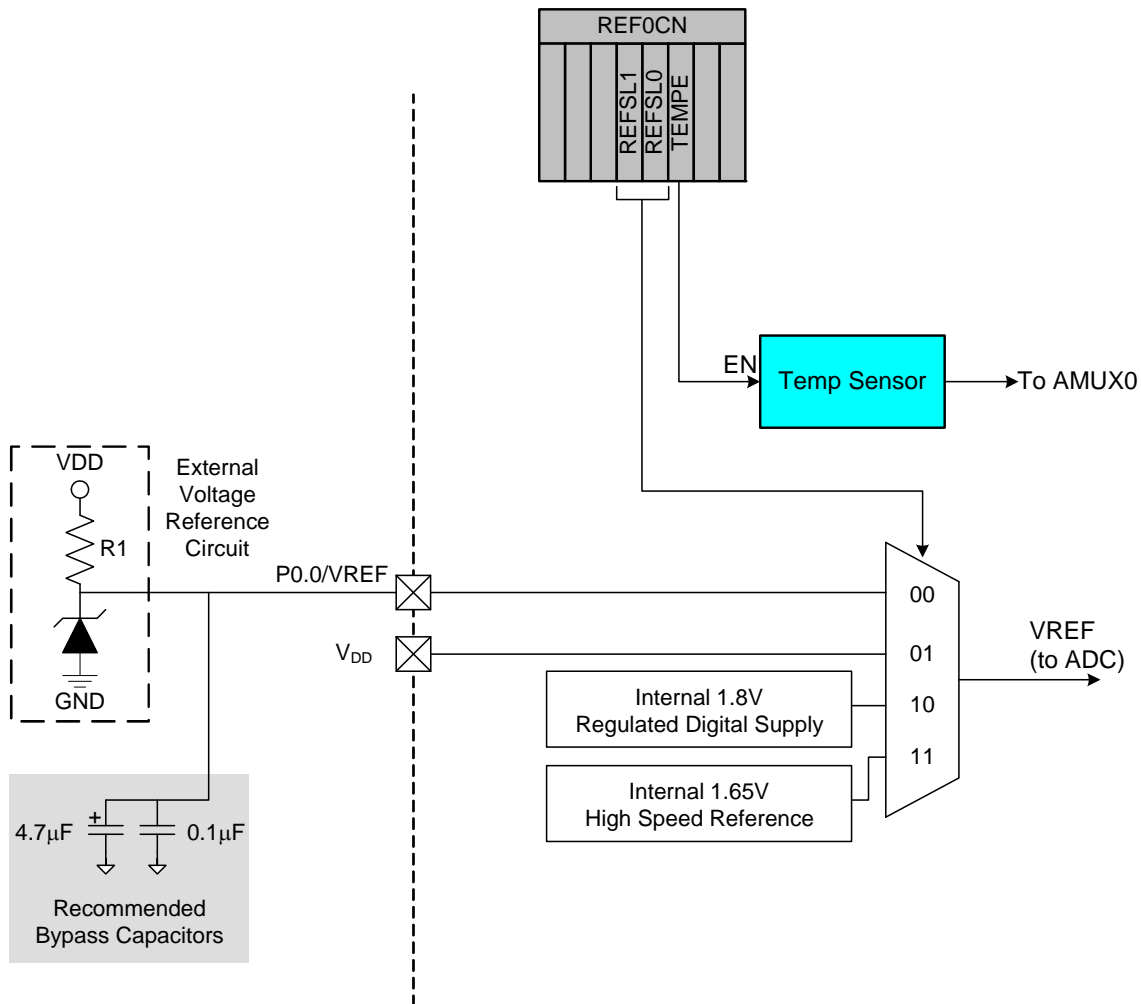 REF0CN
REFSL1
REFSL0
TEMPE
EN
Temp Sensor
To AMUX0
VDD
R1
GND
External
Voltage
Reference
Circuit
P0.0/VREF
VDD
00
01
10
11
VREF
(to ADC)
Internal 1.8V
Regulated Digital Supply
Internal 1.65V
High Speed Reference
4.7μF
+
0.1μF
Recommended
Bypass Capacitors